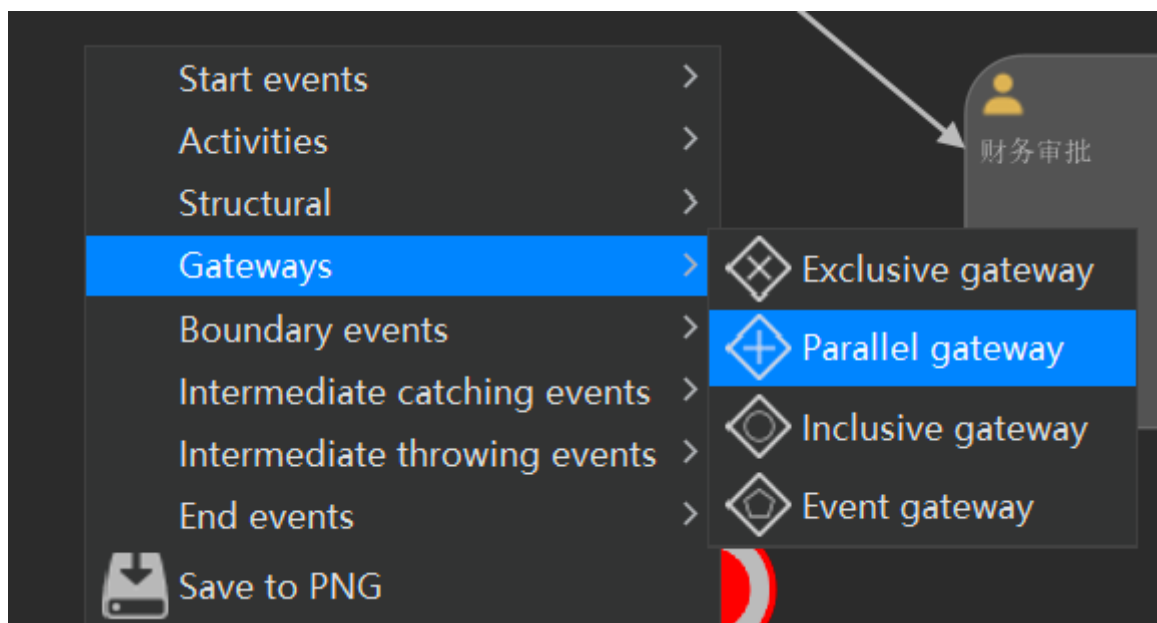 Start events
Activities
Structural
Gateways
Boundary events
Intermediate catching events
Intermediate throwing events
End events
Save to PNG
财务审批
Exclusive gateway
Parallel gateway
Inclusive gateway
Event gateway